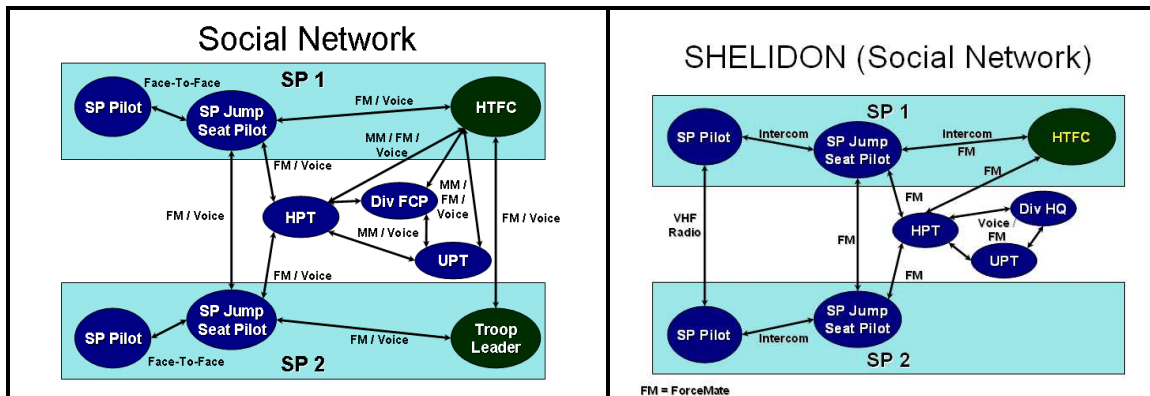 Social Network
SP 1
Face-To-Face
SP Pilot
SP Jump
Seat Pilot
FM / Voice
HTFC
MM / FM /
Voice
FM / Voice
Div FCP
MM /
FM /
Voice
FM / Voice
HPT
FM / Voice
MM / Voice
UPT
FM / Voice
SP Jump
Seat Pilot
SP Pilot
FM / Voice
Troop
Leader
Face-To-Face
SP 2
SHELIDON (Social Network)
SP 1
SP Pilot
Intercom
SP Jump
Seat Pilot
Intercom
FM
HTFC
FM
FM
VHF
Radio
Div HQ
HPT
Voice /
FM
FM
UPT
FM
SP Jump
Seat Pilot
SP Pilot
Intercom
SP 2
FM = ForceMate